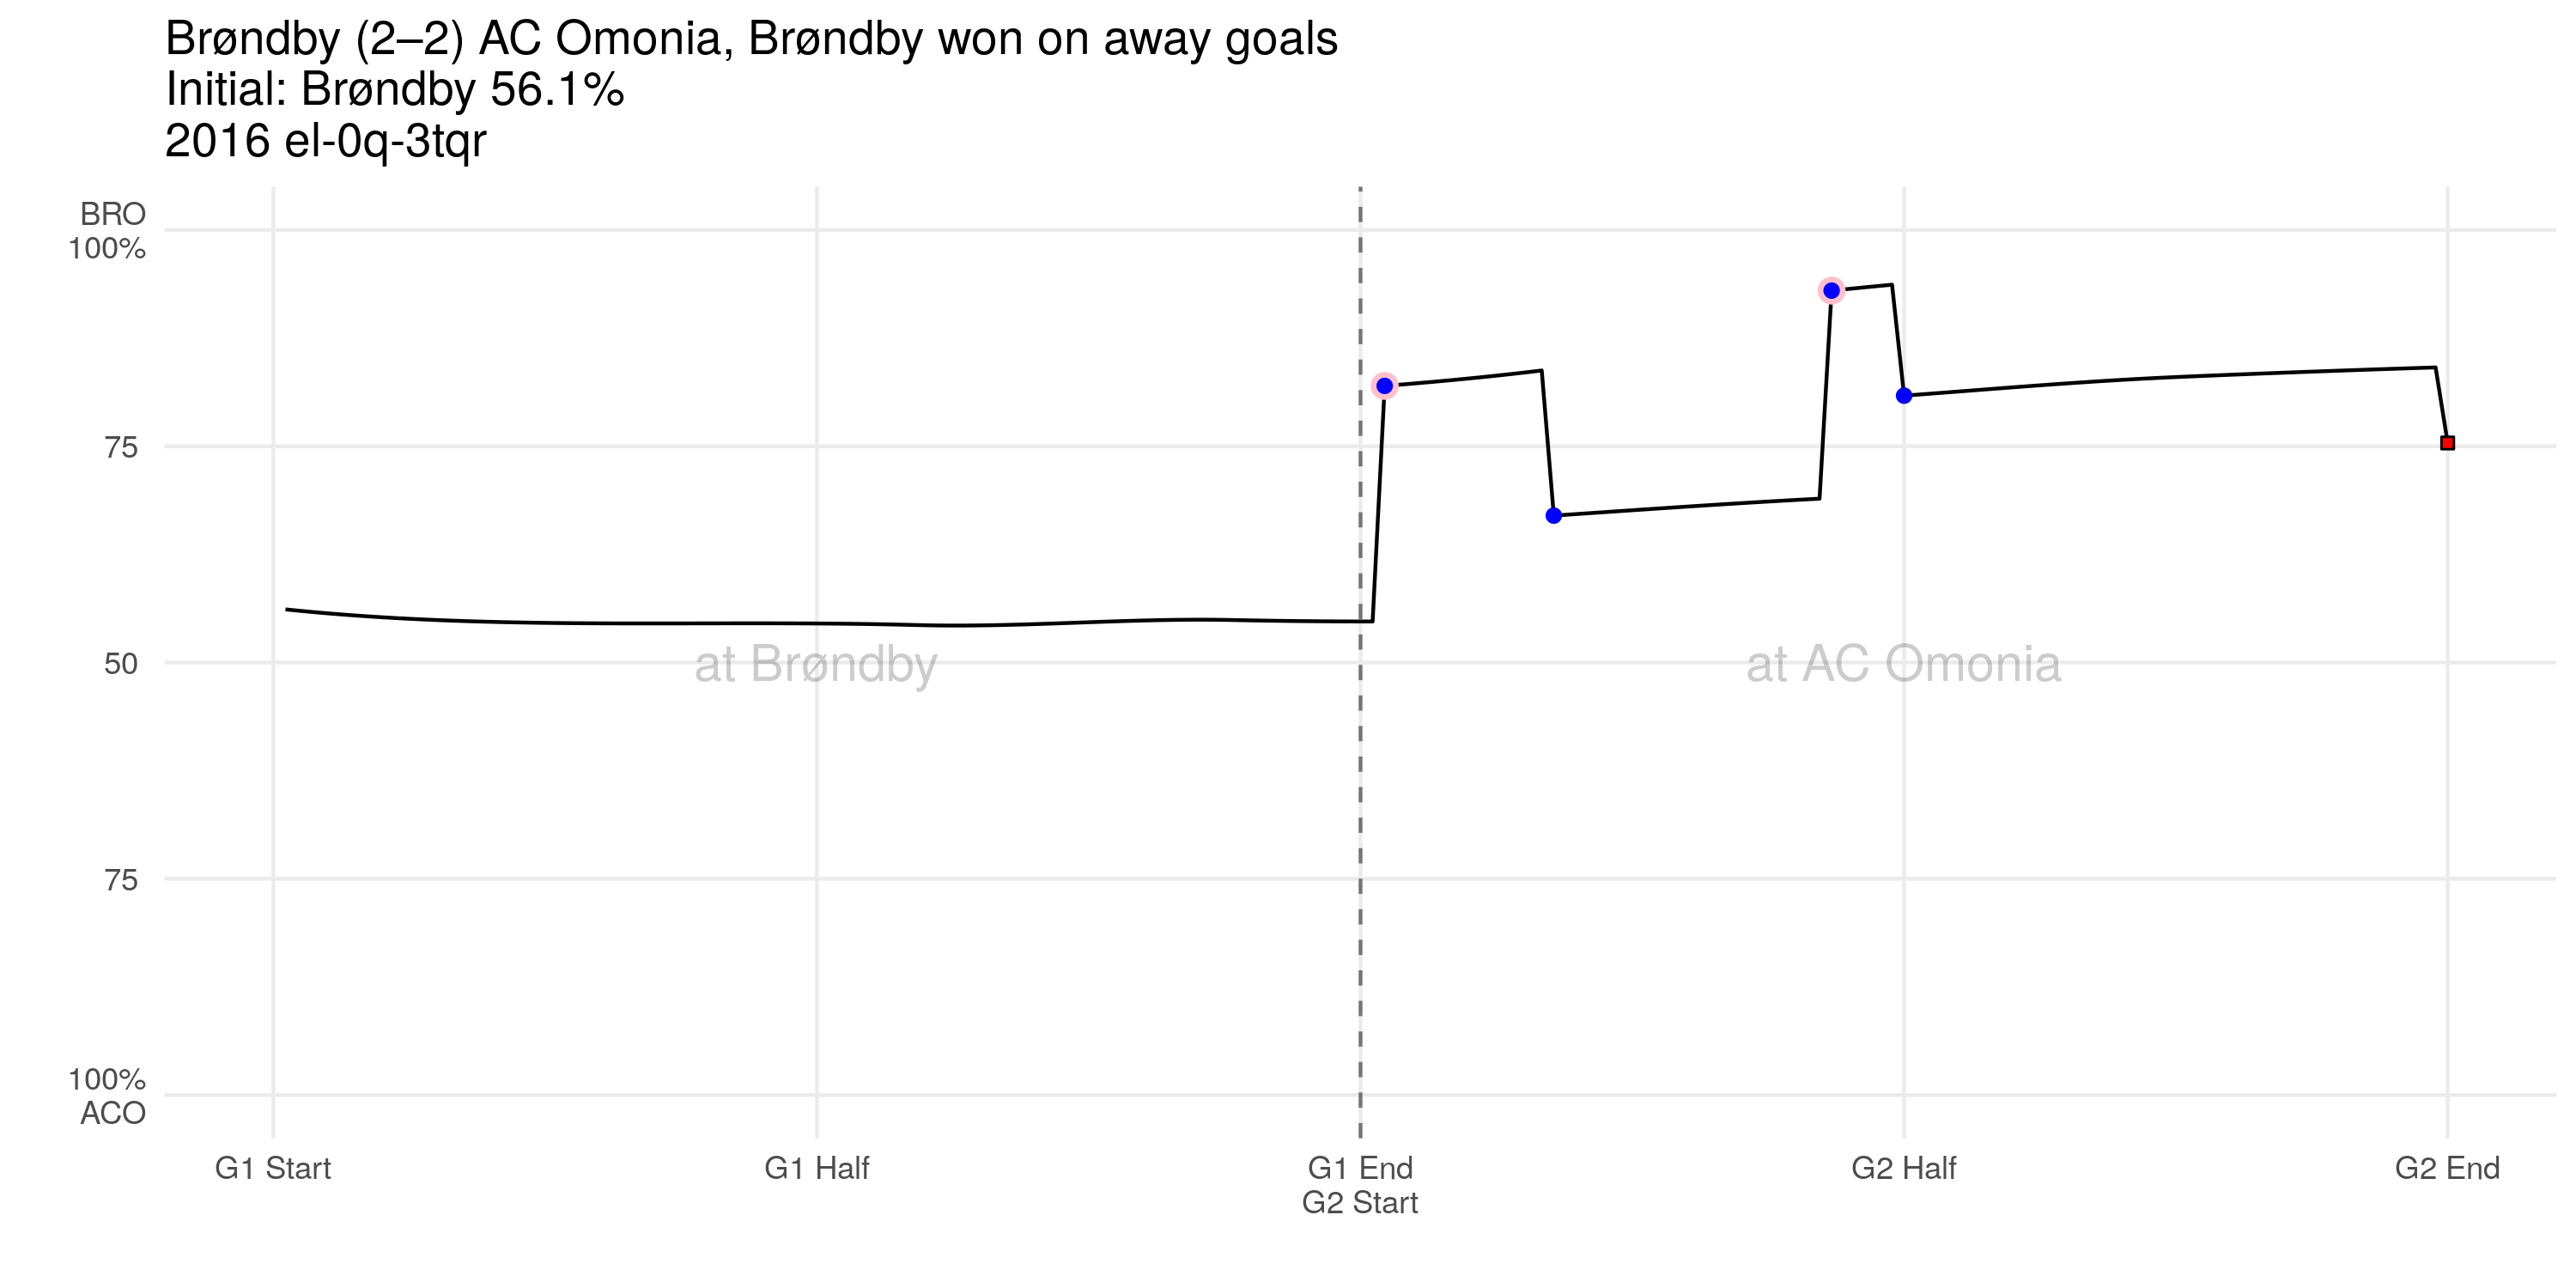 Brøndby (2–2) AC Omonia, Brøndby won on away goals
Initial: Brøndby 56.1%
2016 el-0q-3tqr
BRO
100%
75
50
75
100%
ACO
at Brøndby
at AC Omonia
G1 Start
G1 Half
G1 End
G2 Start
G2 Half
G2 End